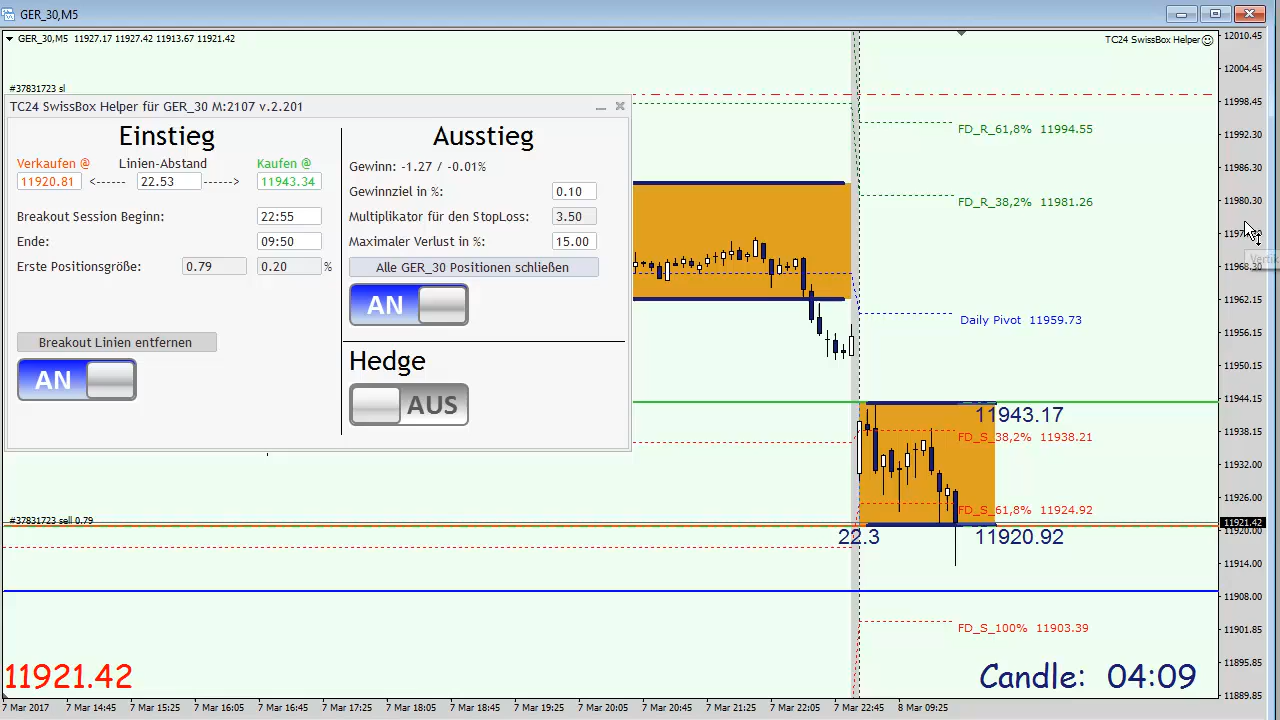 GER_30,M5
GER_30,M5 11927.17 11927.42 11913.67 11921.42
TC24 SwissBox Helper
#37831723 sl
TC24 SwissBox Helper für GER_30 M:2107 v.2.201
Einstieg
Verkaufen @ Linien-Abstand Kaufen @
11920.81 <------ 22.53 ------> 11943.34
Breakout Session Beginn: 22:55
Ende: 09:50
Erste Positionsgröße: 0.79 0.20 %
Breakout Linien entfernen
AN
Ausstieg
Gewinn: -1.27 / -0.01%
Gewinnziel in %: 0.10
Multiplikator für den StopLoss: 3.50
Maximaler Verlust in %: 15.00
Alle GER_30 Positionen schließen
AN
Hedge
AUS
FD_R_61,8% 11994.55
FD_R_38,2% 11981.26
Daily Pivot 11959.73
11943.17
FD_S_38,2% 11938.21
FD_S_61,8% 11924.92
22.3 11920.92
FD_S_100% 11903.39
#37831723 sell 0.79
11921.42
Candle: 04:09
12010.45
12004.45
11998.45
11992.30
11986.30
11980.30
11968.30
11962.15
11956.15
11950.15
11944.15
11938.15
11932.00
11926.00
11921.42
11920.00
11914.00
11908.00
11901.85
11895.85
11889.85
7 Mar 2017 7 Mar 14:45 7 Mar 15:25 7 Mar 16:05 7 Mar 16:45 7 Mar 17:25 7 Mar 18:05 7 Mar 18:45 7 Mar 19:25 7 Mar 20:05 7 Mar 20:45 7 Mar 21:25 7 Mar 22:05 7 Mar 22:45 8 Mar 09:25